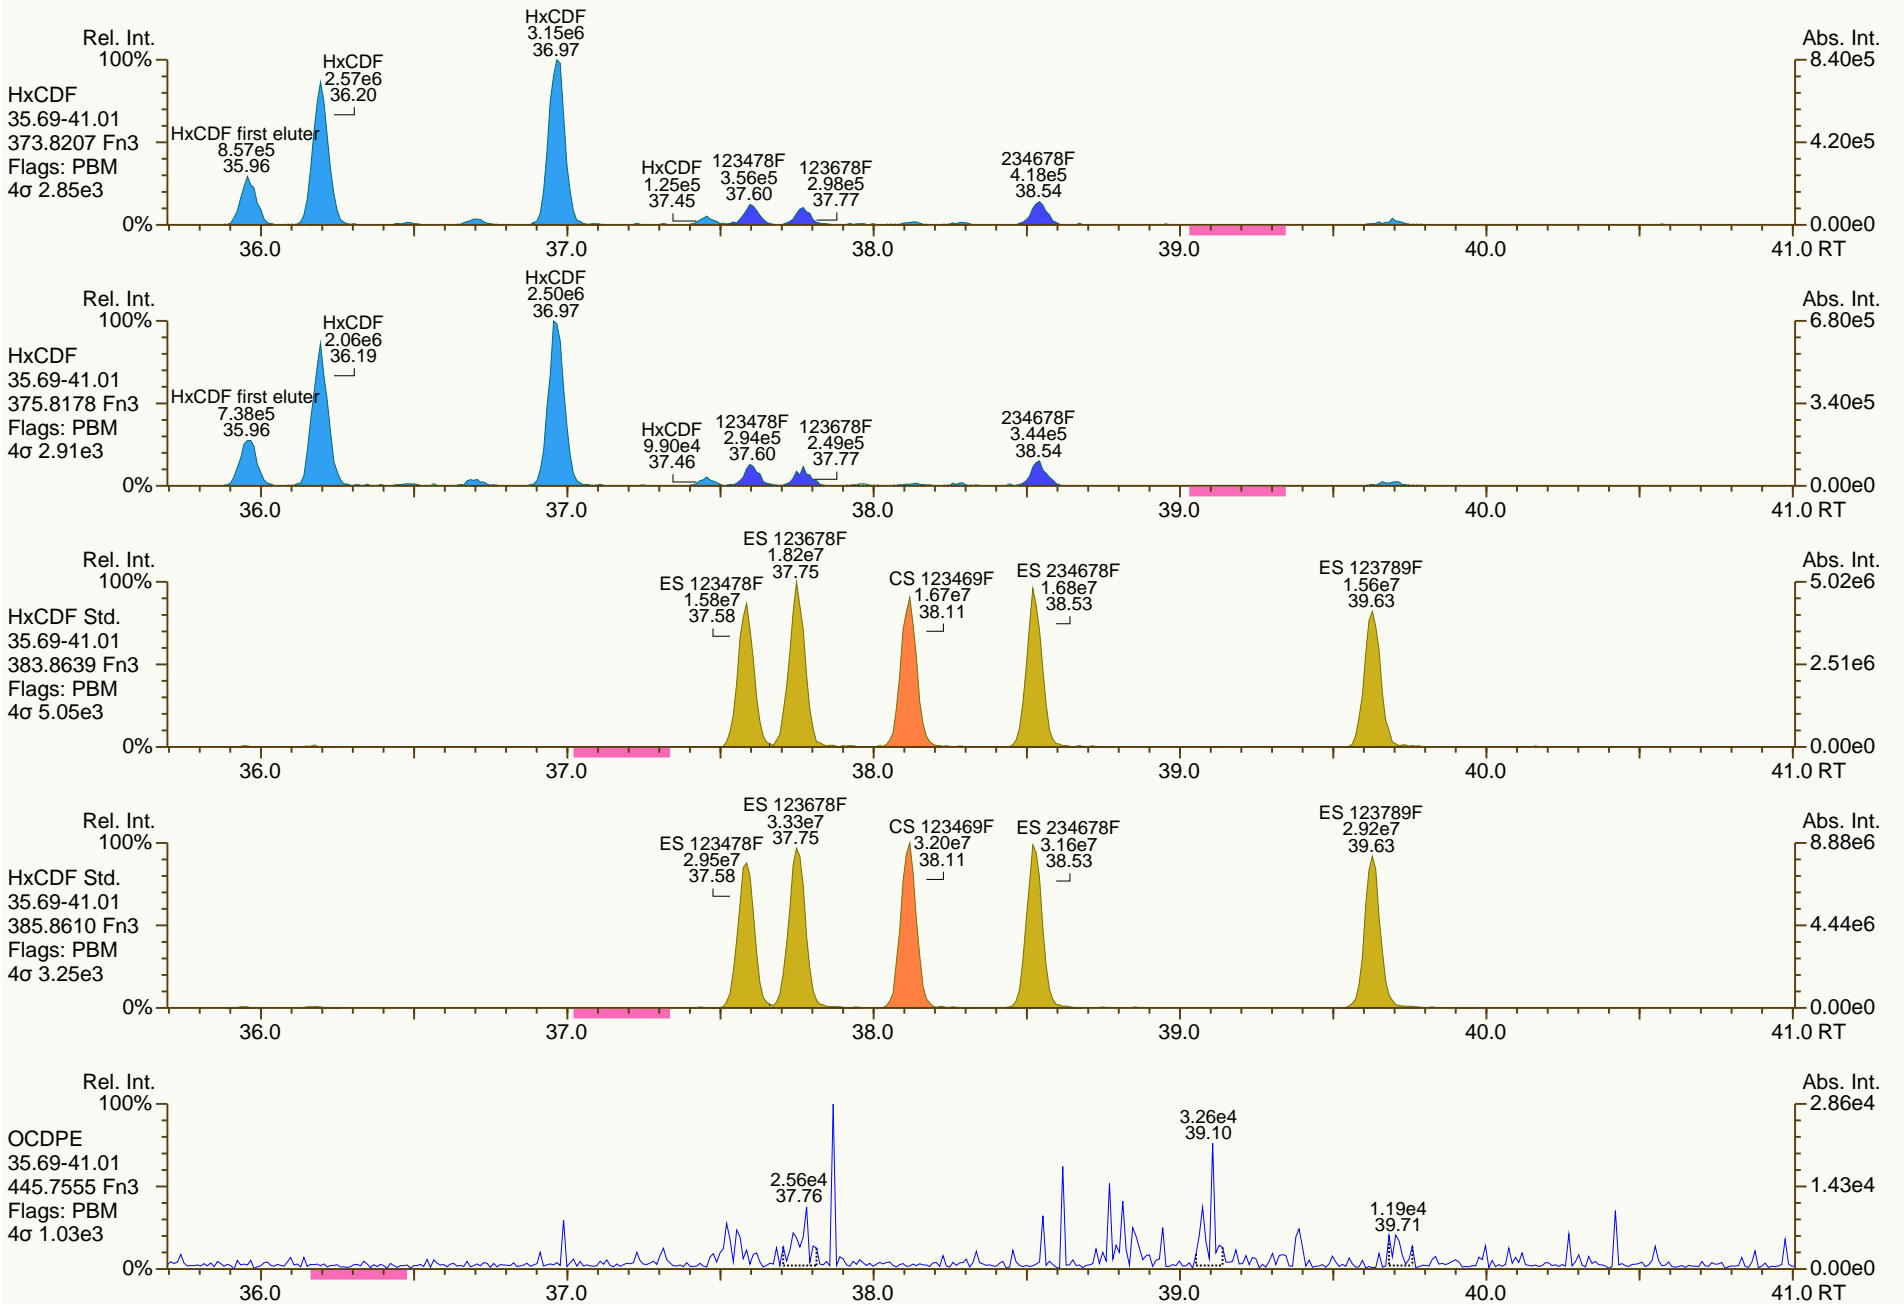 HxCDF
3.15e6
36.97
Rel. Int.
Abs. Int.
100%
HxCDF
2.57e6
36.20
8.40e5
HxCDF
35.69-41.01
373.8207 Fn3
Flags: PBM
4σ 2.85e3
HxCDF first eluter
8.57e5
35.96
4.20e5
HxCDF
1.25e5
37.45
123478F
3.56e5
37.60
123678F
2.98e5
37.77
234678F
4.18e5
38.54
0%
0.00e0
36.0 37.0 38.0 39.0 40.0 41.0 RT
HxCDF
2.50e6
36.97
Rel. Int.
Abs. Int.
100%
HxCDF
2.06e6
36.19
6.80e5
HxCDF
35.69-41.01
375.8178 Fn3
Flags: PBM
4σ 2.91e3
HxCDF first eluter
7.38e5
35.96
3.40e5
HxCDF
9.90e4
37.46
123478F
2.94e5
37.60
123678F
2.49e5
37.77
234678F
3.44e5
38.54
0%
0.00e0
36.0 37.0 38.0 39.0 40.0 41.0 RT
Rel. Int.
Abs. Int.
100%
5.02e6
HxCDF Std.
35.69-41.01
383.8639 Fn3
Flags: PBM
4σ 5.05e3
ES 123478F
1.58e7
37.58
ES 123678F
1.82e7
37.75
CS 123469F
1.67e7
38.11
ES 234678F
1.68e7
38.53
ES 123789F
1.56e7
39.63
2.51e6
0%
0.00e0
36.0 37.0 38.0 39.0 40.0 41.0 RT
Rel. Int.
Abs. Int.
100%
8.88e6
HxCDF Std.
35.69-41.01
385.8610 Fn3
Flags: PBM
4σ 3.25e3
ES 123478F
2.95e7
37.58
ES 123678F
3.33e7
37.75
CS 123469F
3.20e7
38.11
ES 234678F
3.16e7
38.53
ES 123789F
2.92e7
39.63
4.44e6
0%
0.00e0
36.0 37.0 38.0 39.0 40.0 41.0 RT
Rel. Int.
Abs. Int.
100%
2.86e4
OCDPE
35.69-41.01
445.7555 Fn3
Flags: PBM
4σ 1.03e3
2.56e4
37.76
3.26e4
39.10
1.19e4
39.71
1.43e4
0%
0.00e0
36.0 37.0 38.0 39.0 40.0 41.0 RT